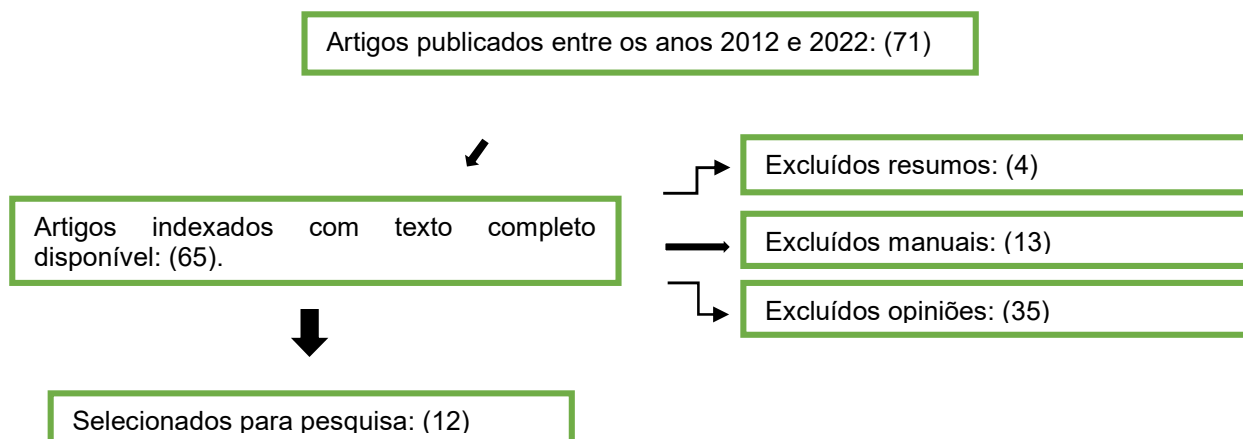 Artigos publicados entre os anos 2012 e 2022: (71)
Excluídos resumos: (4)
Artigos indexados com texto completo
disponível: (65).
Excluídos manuais: (13)
Excluídos opiniões: (35)
Selecionados para pesquisa: (12)